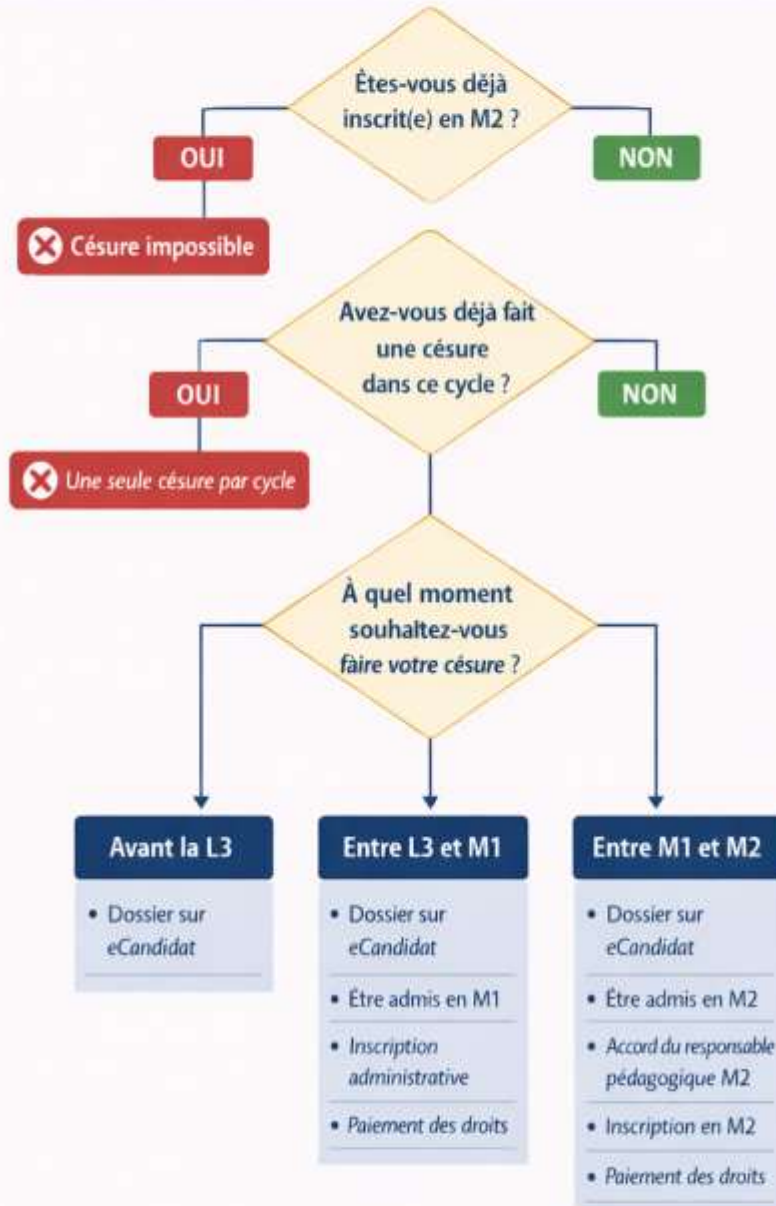 Êtes-vous déjà
inscrit(e) en M2 ?
OUI
NON
Césure impossible
Avez-vous déjà fait
une césure
dans ce cycle ?
OUI
NON
Une seule césure par cycle
À quel moment
souhaltez-vous
faire votre césure ?
Avant la L3
• Dossier sur
eCandidat
Entre L3 et M1
• Dossier sur
eCandidat
• Être admis en M1
• Inscription
administrative
• Paiement des droits
Entre M1 et M2
• Dossier sur
eCandidat
• Être admis en M2
• Accord du responsable
pédagogique M2
• Inscription en M2
• Paiement des droits